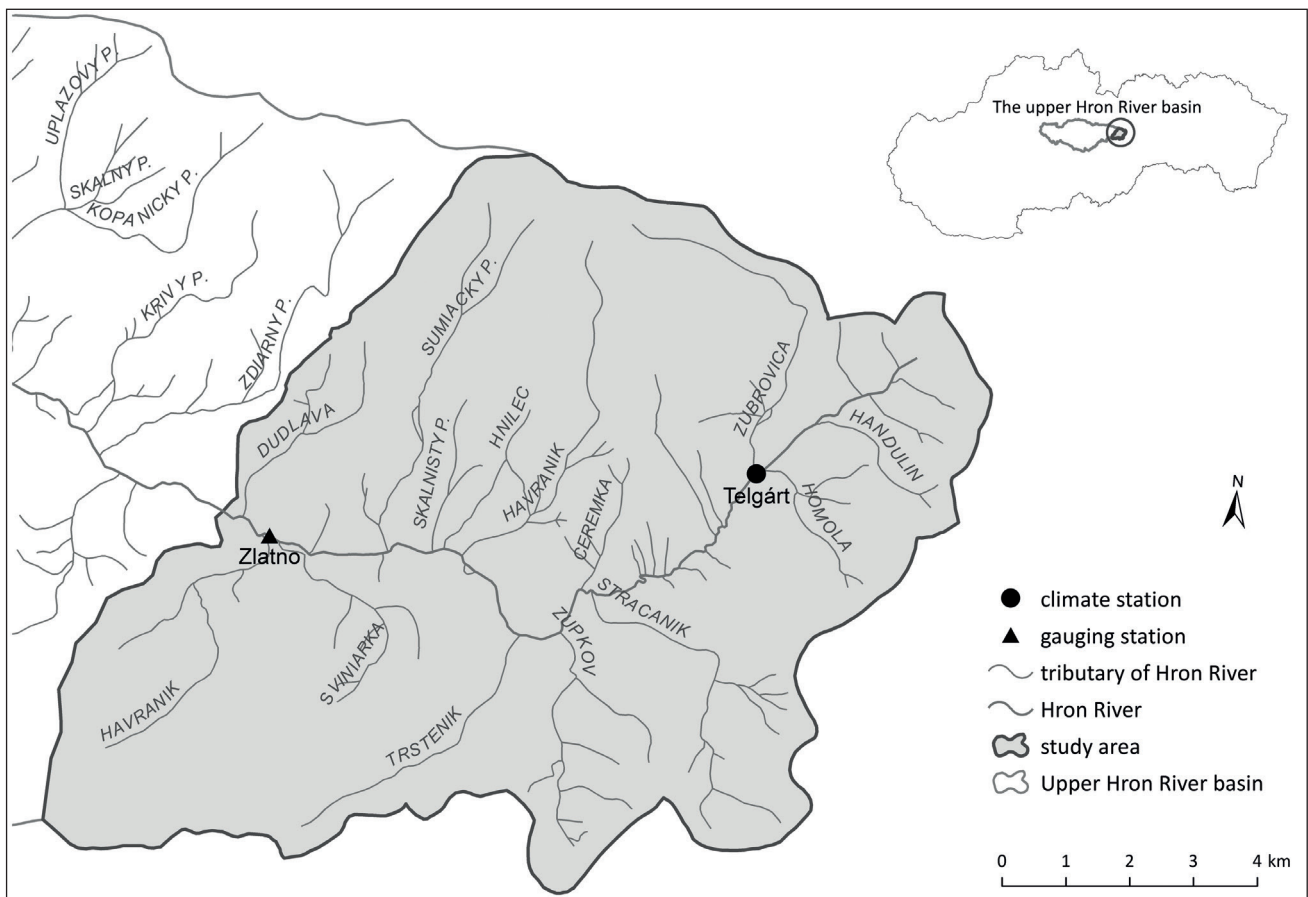 UPLAZOVY P.
The upper Hron River basin
SKALNY P.
KOPANICKY P.
KRIVY P.
SUMIACKY P.
ZDIARNY P.
ZUBROVICA
DUDLAVA
HNILEC
HANDULIN
SKALNISTY P.
HAVRANIK
Telgárt
HOMOLA
CEREMKA
N
Zlatno
STRACANIK
ZUPKOV
SVINIARKA
HAVRANIK
TRSTENIK
climate station
gauging station
tributary of Hron River
Hron River
study area
Upper Hron River basin
0 1 2 3 4 km